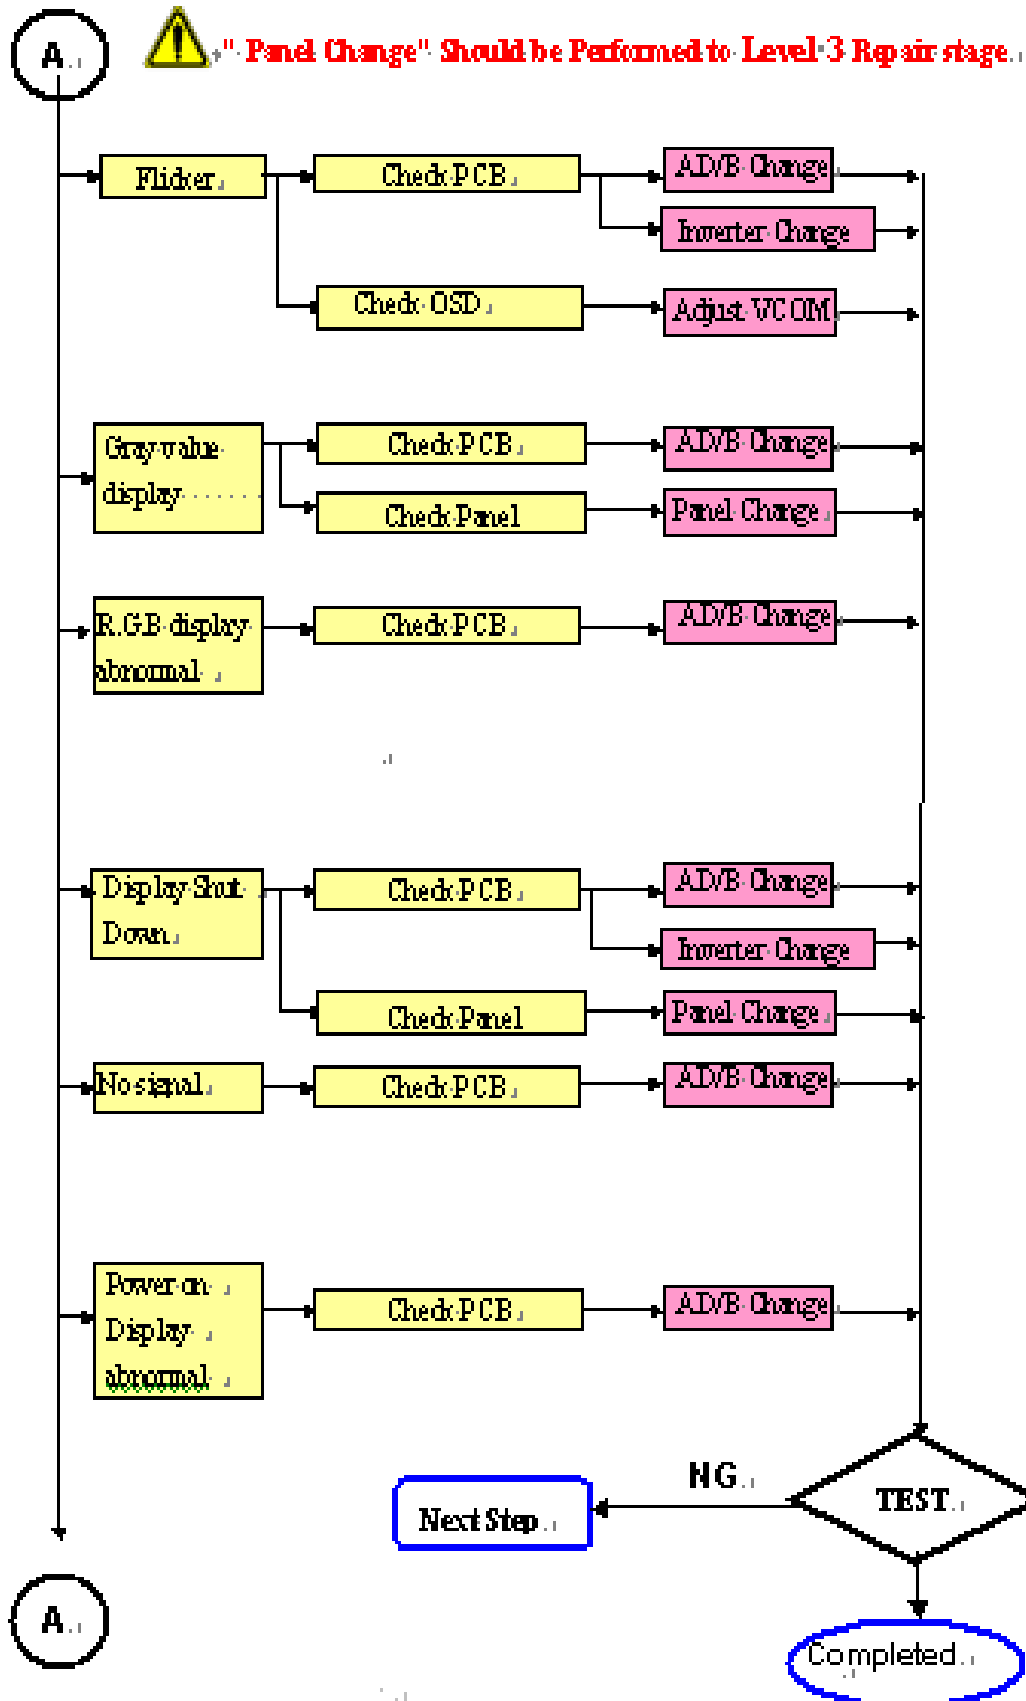 A
" Panel Change" Should be Performed to Level 3 Repair stage.
Flicker
Check PCB
AD/B Change
Inverter Change
Check OSD
Adjust VCOM
Gray value
display
Check PCB
AD/B Change
Check Panel
Panel Change
R.G.B display
abnormal
Check PCB
AD/B Change
Display Shut
Down
Check PCB
AD/B Change
Inverter Change
Check Panel
Panel Change
No signal
Check PCB
AD/B Change
Power on
Display
abnormal
Check PCB
AD/B Change
NG
TEST
Next Step
A
Completed